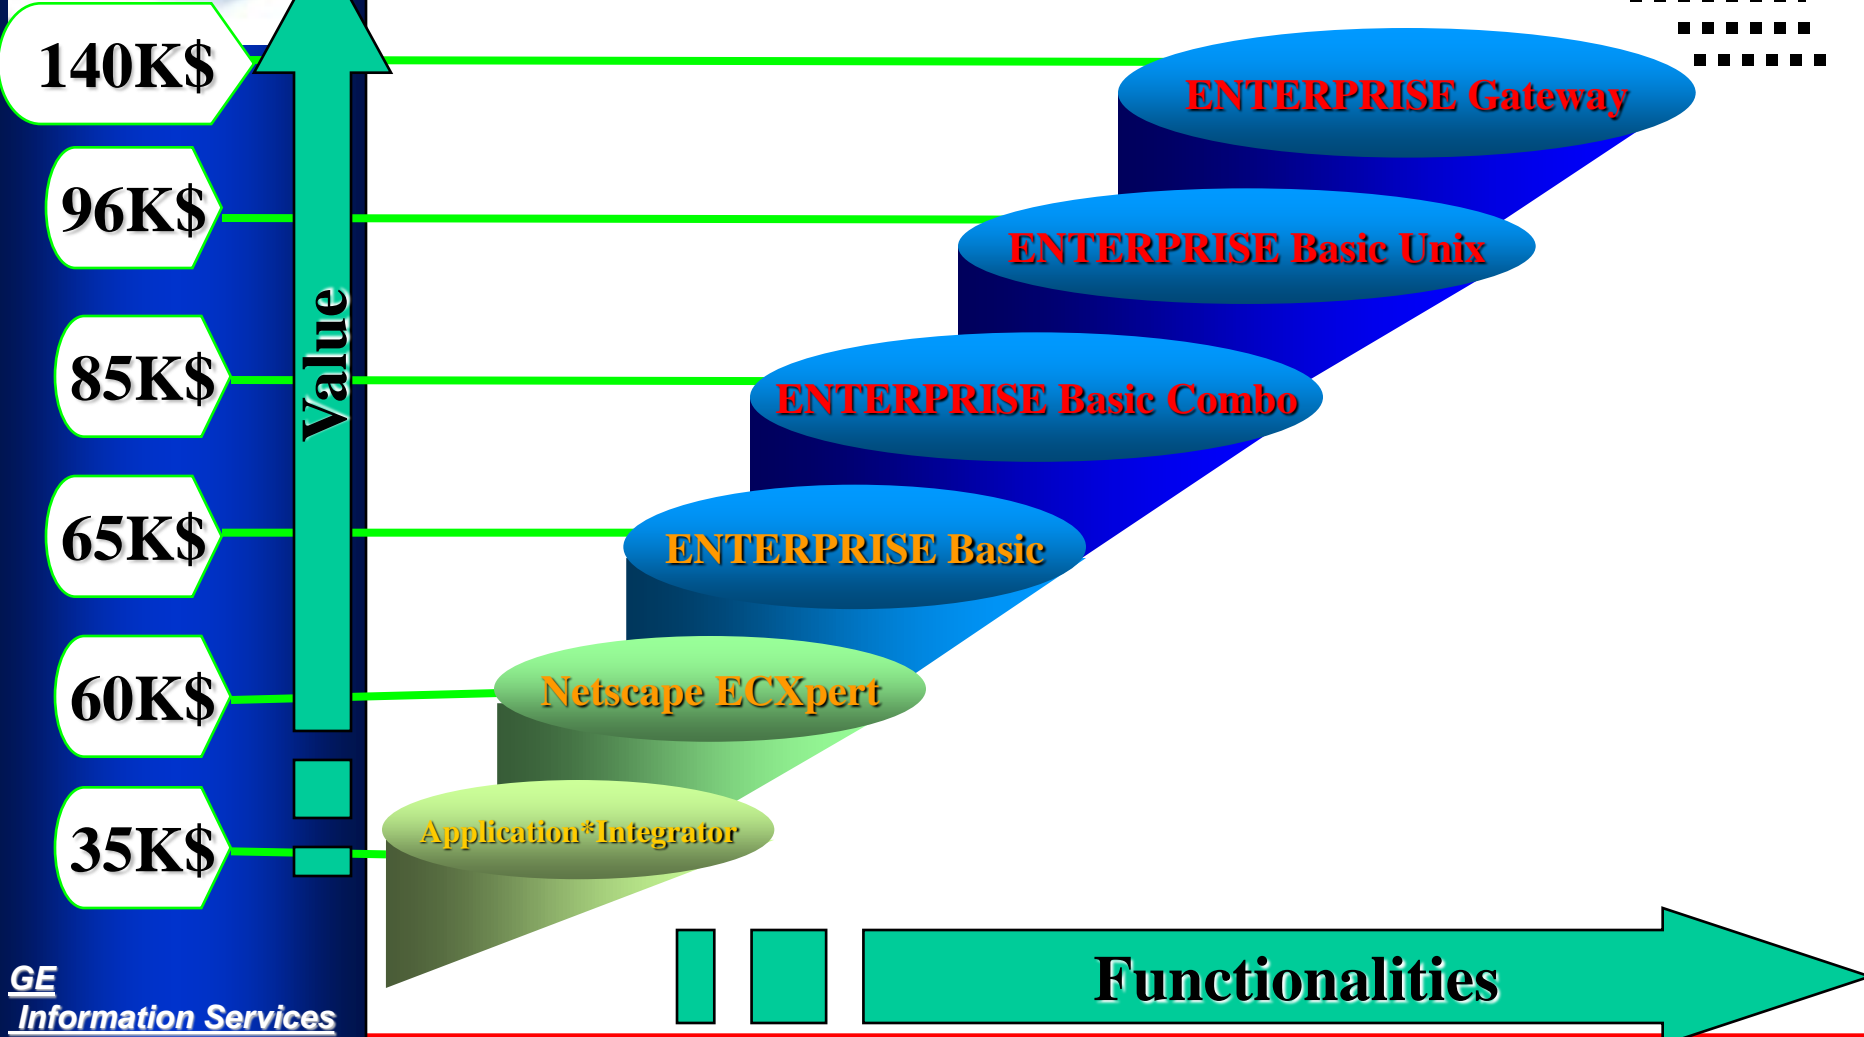 140K$
ENTERPRISE Gateway
96K$
ENTERPRISE Basic Unix
Value
85K$
ENTERPRISE Basic Combo
65K$
ENTERPRISE Basic
60K$
Netscape ECXpert
35K$
Application*Integrator
Functionalities
GE
Information Services